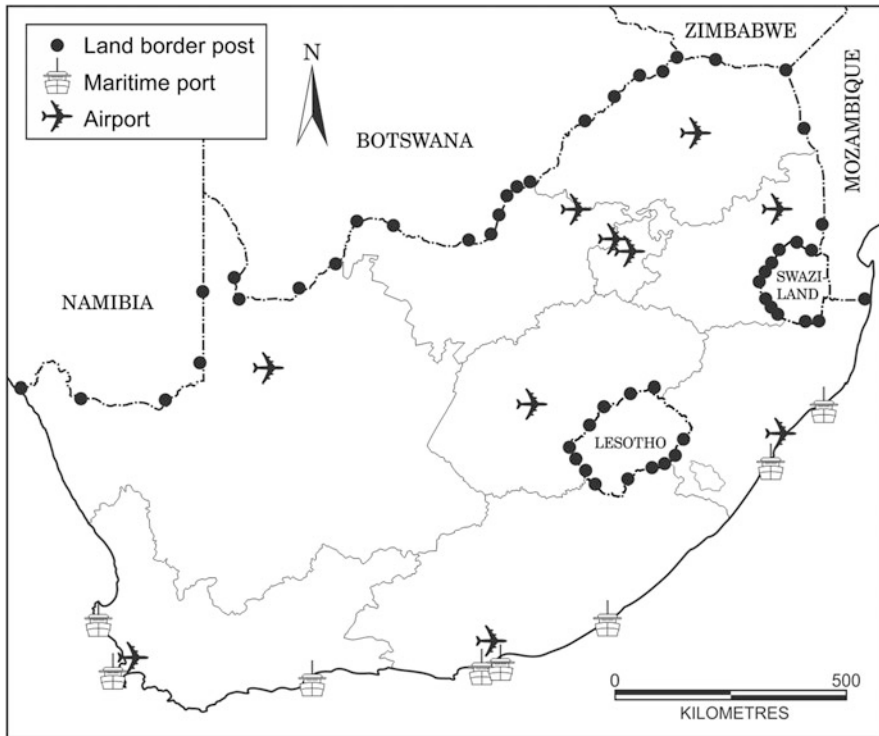 Land border post
Maritime port
Airport
N
ZIMBABWE
MOZAMBIQUE
BOTSWANA
NAMIBIA
SWAZI-
LAND
LESOTHO
0 500
KILOMETRES